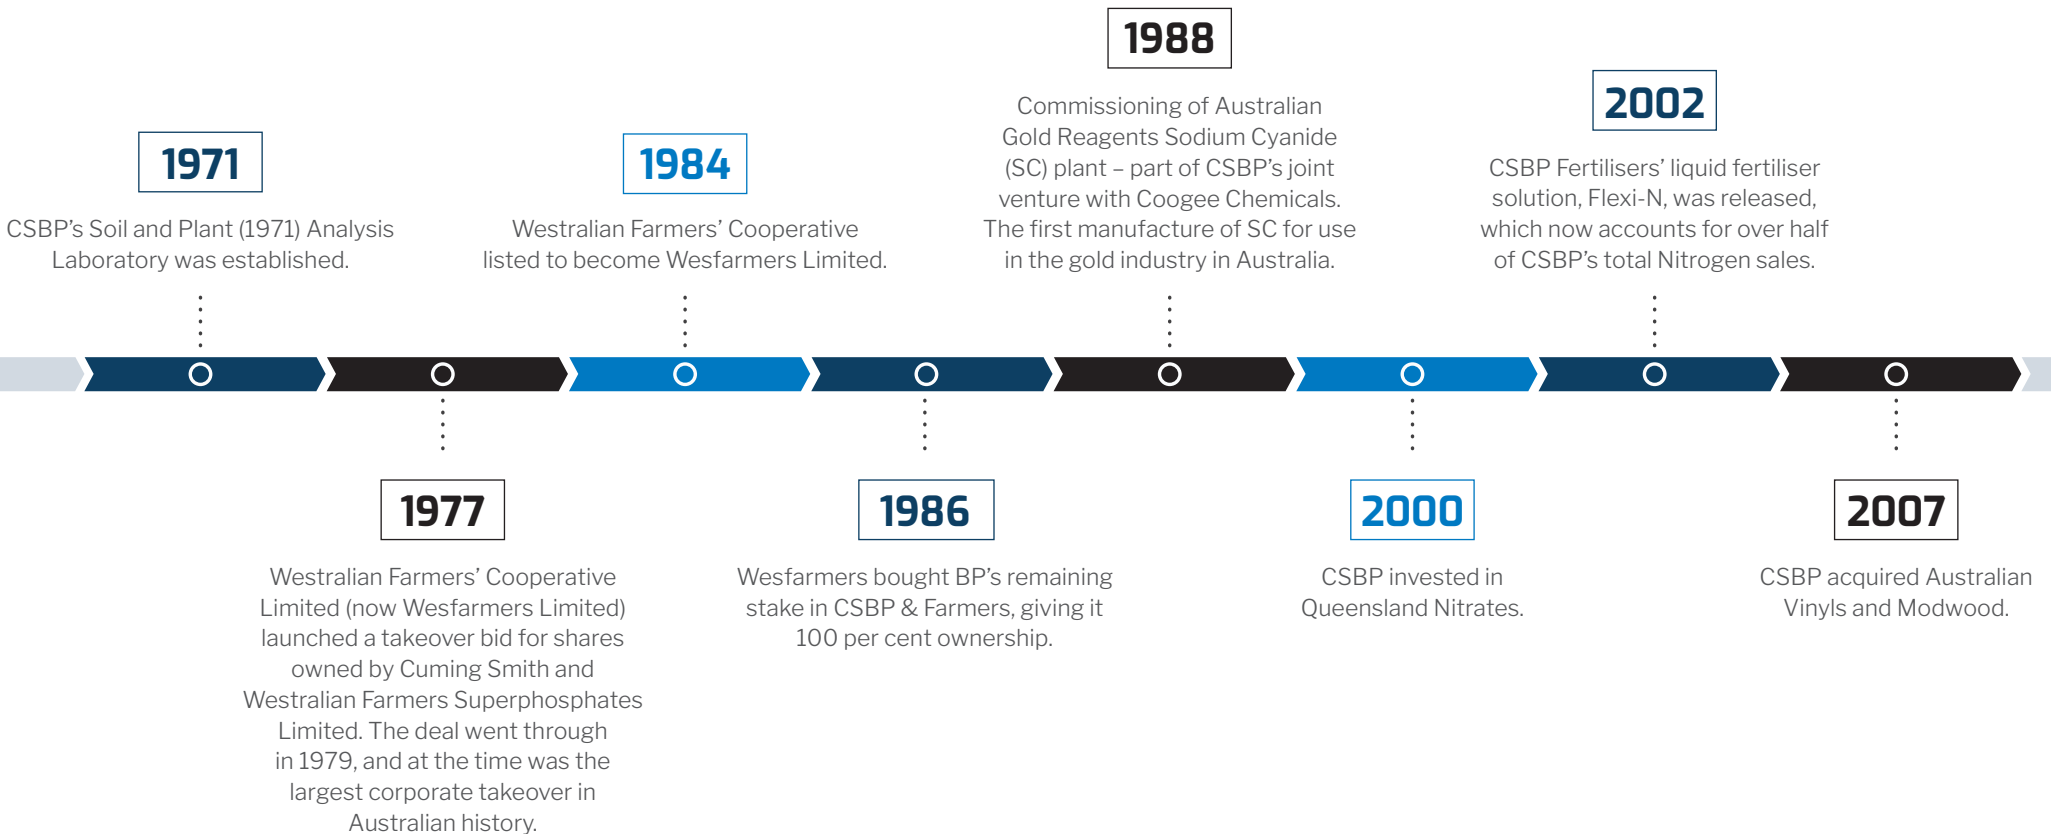 1971
CSBP’s Soil and Plant (1971) Analysis
Laboratory was established.
1977
Westralian Farmers’ Cooperative
Limited (now Wesfarmers Limited)
launched a takeover bid for shares
owned by Cuming Smith and
Westralian Farmers Superphosphates
Limited. The deal went through
in 1979, and at the time was the
largest corporate takeover in
Australian history.
1984
Westralian Farmers’ Cooperative
listed to become Wesfarmers Limited.
1986
Wesfarmers bought BP’s remaining
stake in CSBP & Farmers, giving it
100 per cent ownership.
1988
Commissioning of Australian
Gold Reagents Sodium Cyanide
(SC) plant – part of CSBP’s joint
venture with Coogee Chemicals.
The first manufacture of SC for use
in the gold industry in Australia.
2000
CSBP invested in
Queensland Nitrates.
2002
CSBP Fertilisers’ liquid fertiliser
solution, Flexi-N, was released,
which now accounts for over half
of CSBP’s total Nitrogen sales.
2007
CSBP acquired Australian
Vinyls and Modwood.